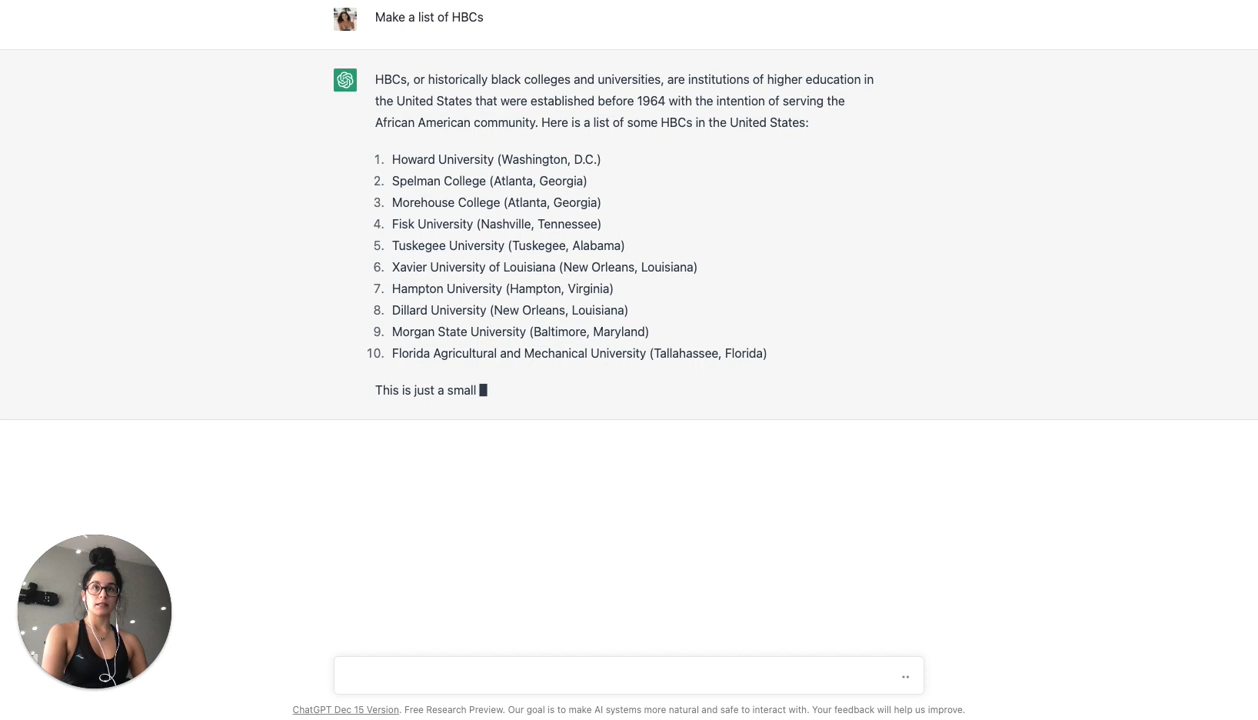 Make a list of HBCs
HBCs, or historically black colleges and universities, are institutions of higher education in
the United States that were established before 1964 with the intention of serving the
African American community. Here is a list of some HBCs in the United States:
1. Howard University (Washington, D.C.)
2. Spelman College (Atlanta, Georgia)
3. Morehouse College (Atlanta, Georgia)
4. Fisk University (Nashville, Tennessee)
5. Tuskegee University (Tuskegee, Alabama)
6. Xavier University of Louisiana (New Orleans, Louisiana)
7. Hampton University (Hampton, Virginia)
8. Dillard University (New Orleans, Louisiana)
9. Morgan State University (Baltimore, Maryland)
10. Florida Agricultural and Mechanical University (Tallahassee, Florida)
This is just a small
ChatGPT Dec 15 Version. Free Research Preview. Our goal is to make AI systems more natural and safe to interact with. Your feedback will help us improve.